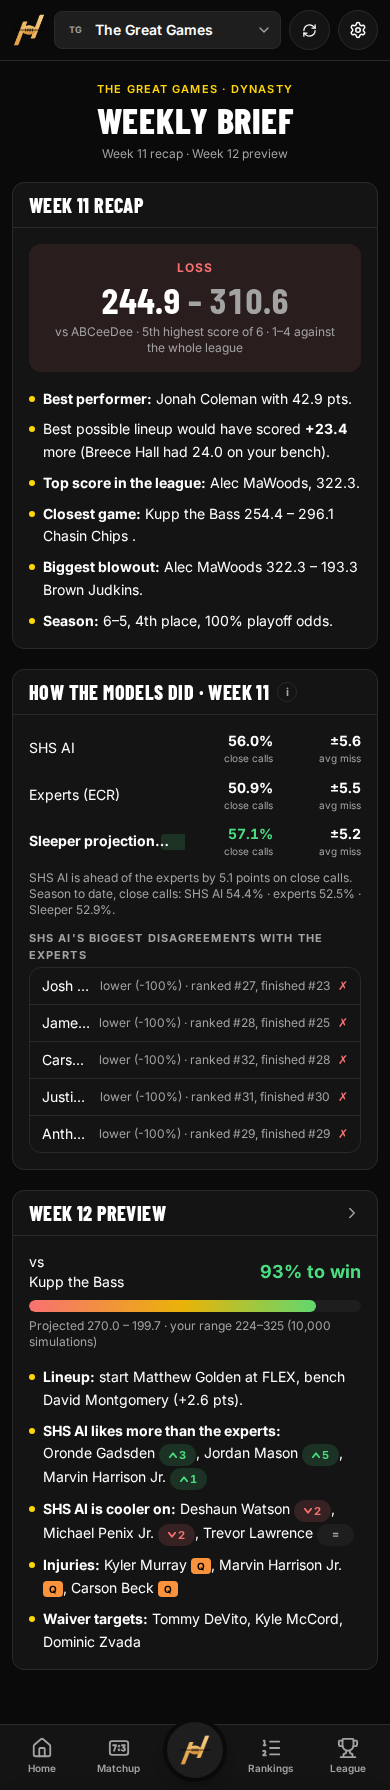 TG The Great Games
THE GREAT GAMES · DYNASTY
WEEKLY BRIEF
Week 11 recap · Week 12 preview
WEEK 11 RECAP
LOSS
244.9 – 310.6
vs ABCeeDee · 5th highest score of 6 · 1–4 against
the whole league
Best performer: Jonah Coleman with 42.9 pts.
Best possible lineup would have scored +23.4
more (Breece Hall had 24.0 on your bench).
Top score in the league: Alec MaWoods, 322.3.
Closest game: Kupp the Bass 254.4 – 296.1
Chasin Chips .
Biggest blowout: Alec MaWoods 322.3 – 193.3
Brown Judkins.
Season: 6–5, 4th place, 100% playoff odds.
HOW THE MODELS DID · WEEK 11 i
SHS AI 56.0% ±5.6
close calls avg miss
Experts (ECR) 50.9% ±5.5
close calls avg miss
Sleeper projection... 57.1% ±5.2
close calls avg miss
SHS AI is ahead of the experts by 5.1 points on close calls.
Season to date, close calls: SHS AI 54.4% · experts 52.5% ·
Sleeper 52.9%.
SHS AI'S BIGGEST DISAGREEMENTS WITH THE
EXPERTS
Josh ... lower (-100%) · ranked #27, finished #23 ✗
Jame... lower (-100%) · ranked #28, finished #25 ✗
Cars... lower (-100%) · ranked #32, finished #28 ✗
Justi... lower (-100%) · ranked #31, finished #30 ✗
Anth... lower (-100%) · ranked #29, finished #29 ✗
WEEK 12 PREVIEW
vs
Kupp the Bass 93% to win
Projected 270.0 – 199.7 · your range 224–325 (10,000
simulations)
Lineup: start Matthew Golden at FLEX, bench
David Montgomery (+2.6 pts).
SHS AI likes more than the experts:
Oronde Gadsden 3, Jordan Mason 5,
Marvin Harrison Jr. 1
SHS AI is cooler on: Deshaun Watson 2,
Michael Penix Jr. 2, Trevor Lawrence =
Injuries: Kyler Murray Q, Marvin Harrison Jr.
Q, Carson Beck Q
Waiver targets: Tommy DeVito, Kyle McCord,
Dominic Zvada
Home Matchup Rankings League
7:3